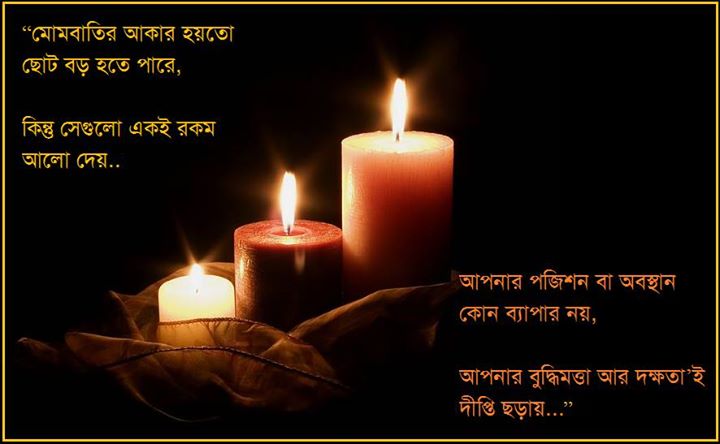 “মোমবাতির আকার হয়তো
ছোট বড় হতে পারে,
কিন্তু সেগুলো একই রকম
আলো দেয়..
আপনার পজিশন বা অবস্থান
কোন ব্যাপার নয়,
আপনার বুদ্ধিমত্তা আর দক্ষতা’ই
দীপ্তি ছড়ায়...”